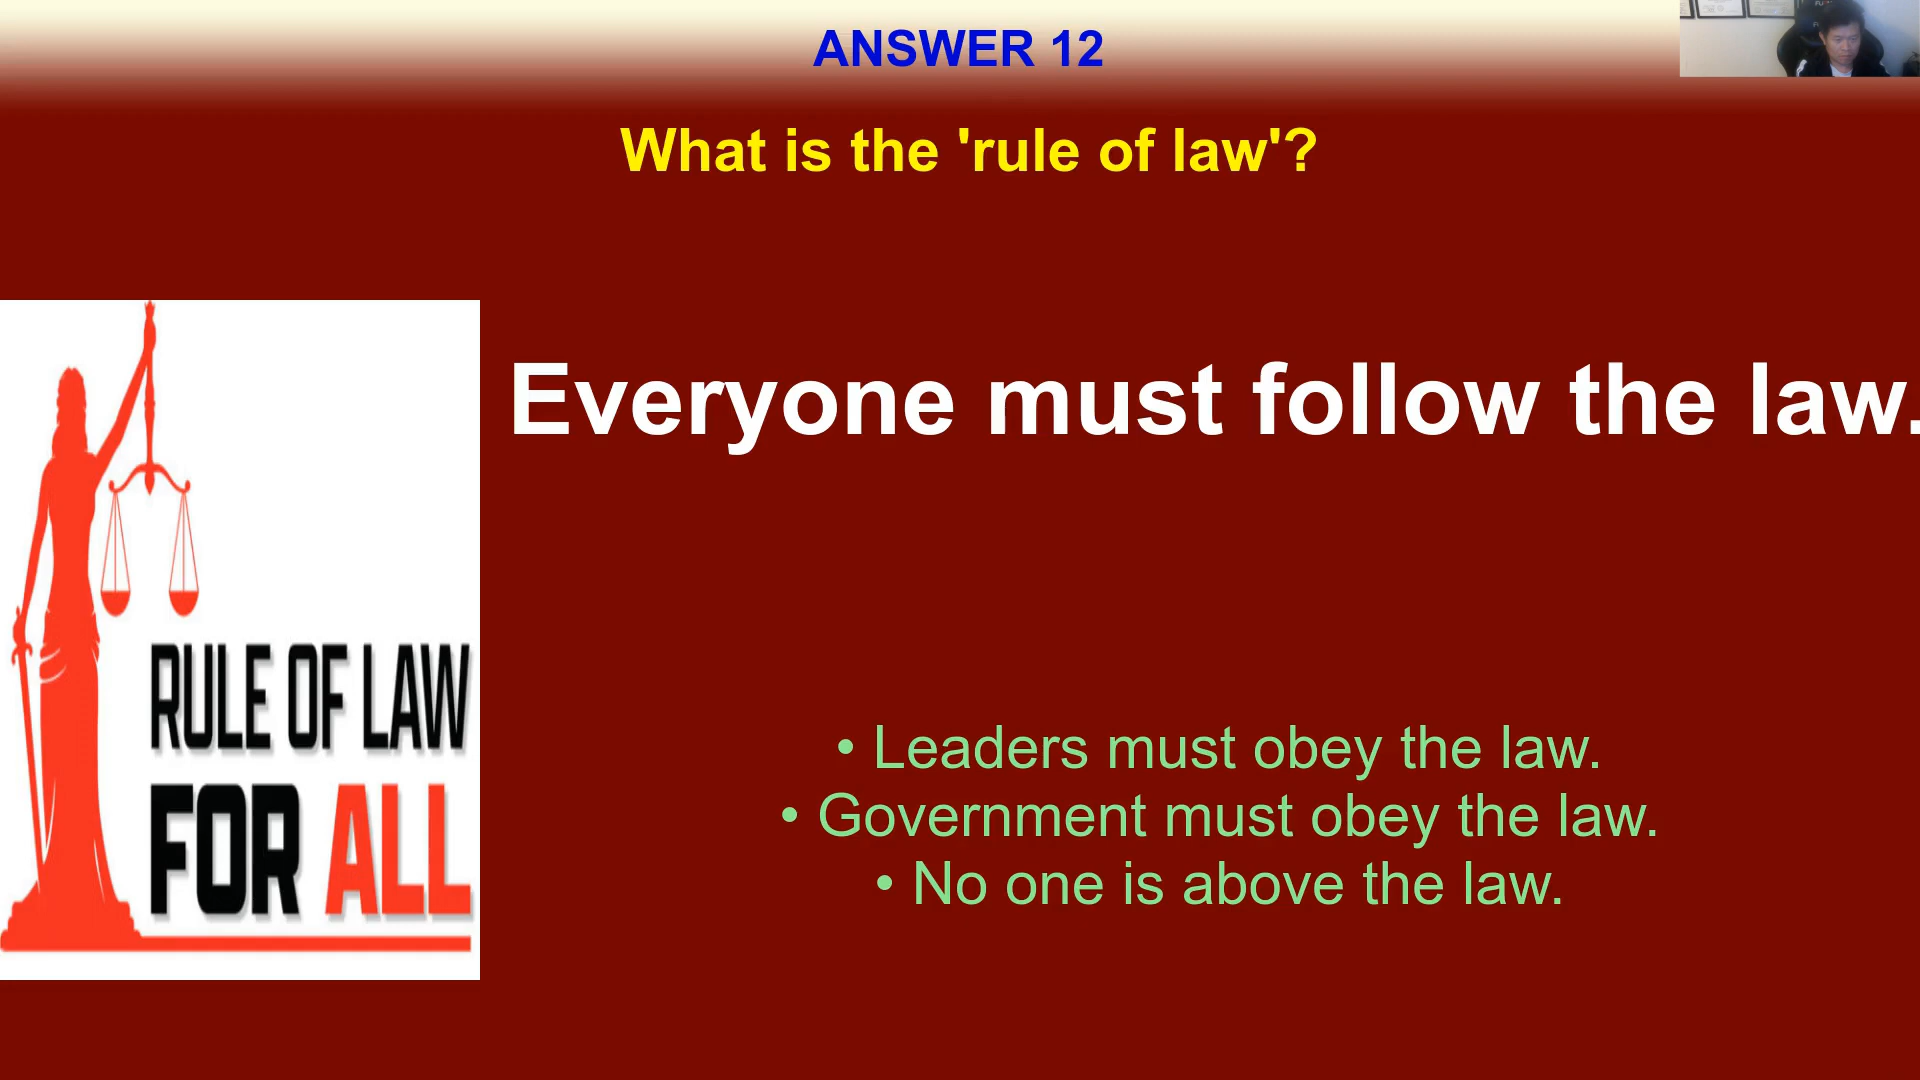 ANSWER 12
What is the 'rule of law'?
Everyone must follow the law.
RULE OF LAW
FOR ALL
• Leaders must obey the law.
• Government must obey the law.
• No one is above the law.